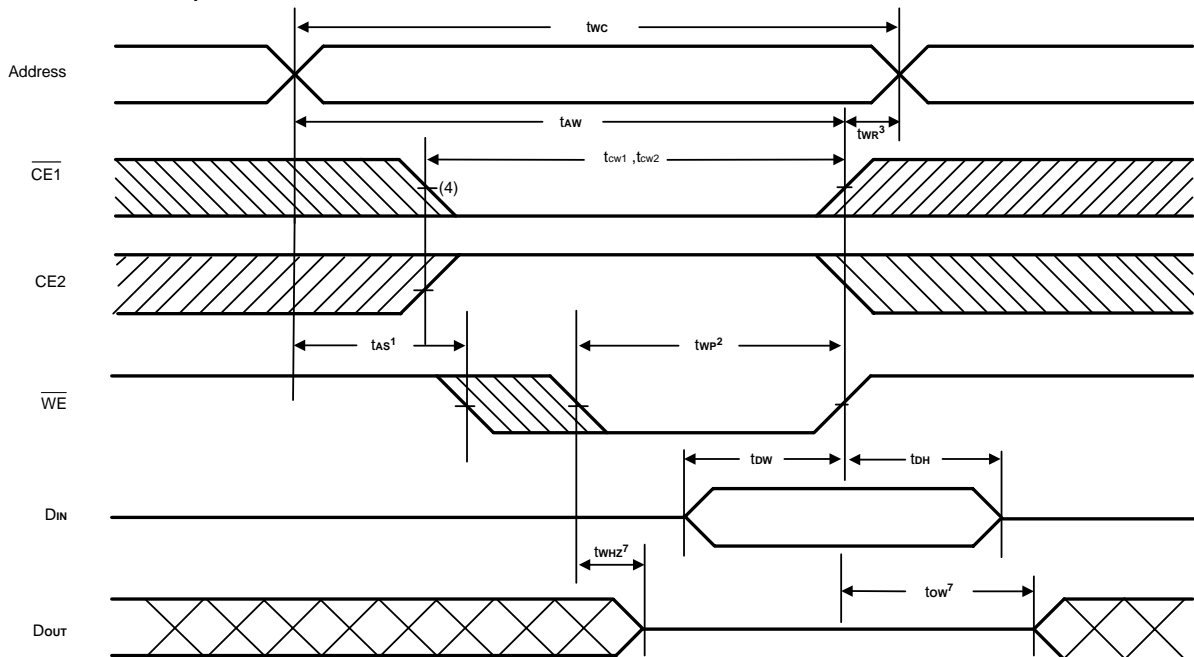 tWC
Address
tAW
tWR3
CE1
tcw1 ,tcw2
(4)
CE2
tAS1
tWP2
WE
tDW
tDH
DIN
tWHZ7
tOW7
DOUT